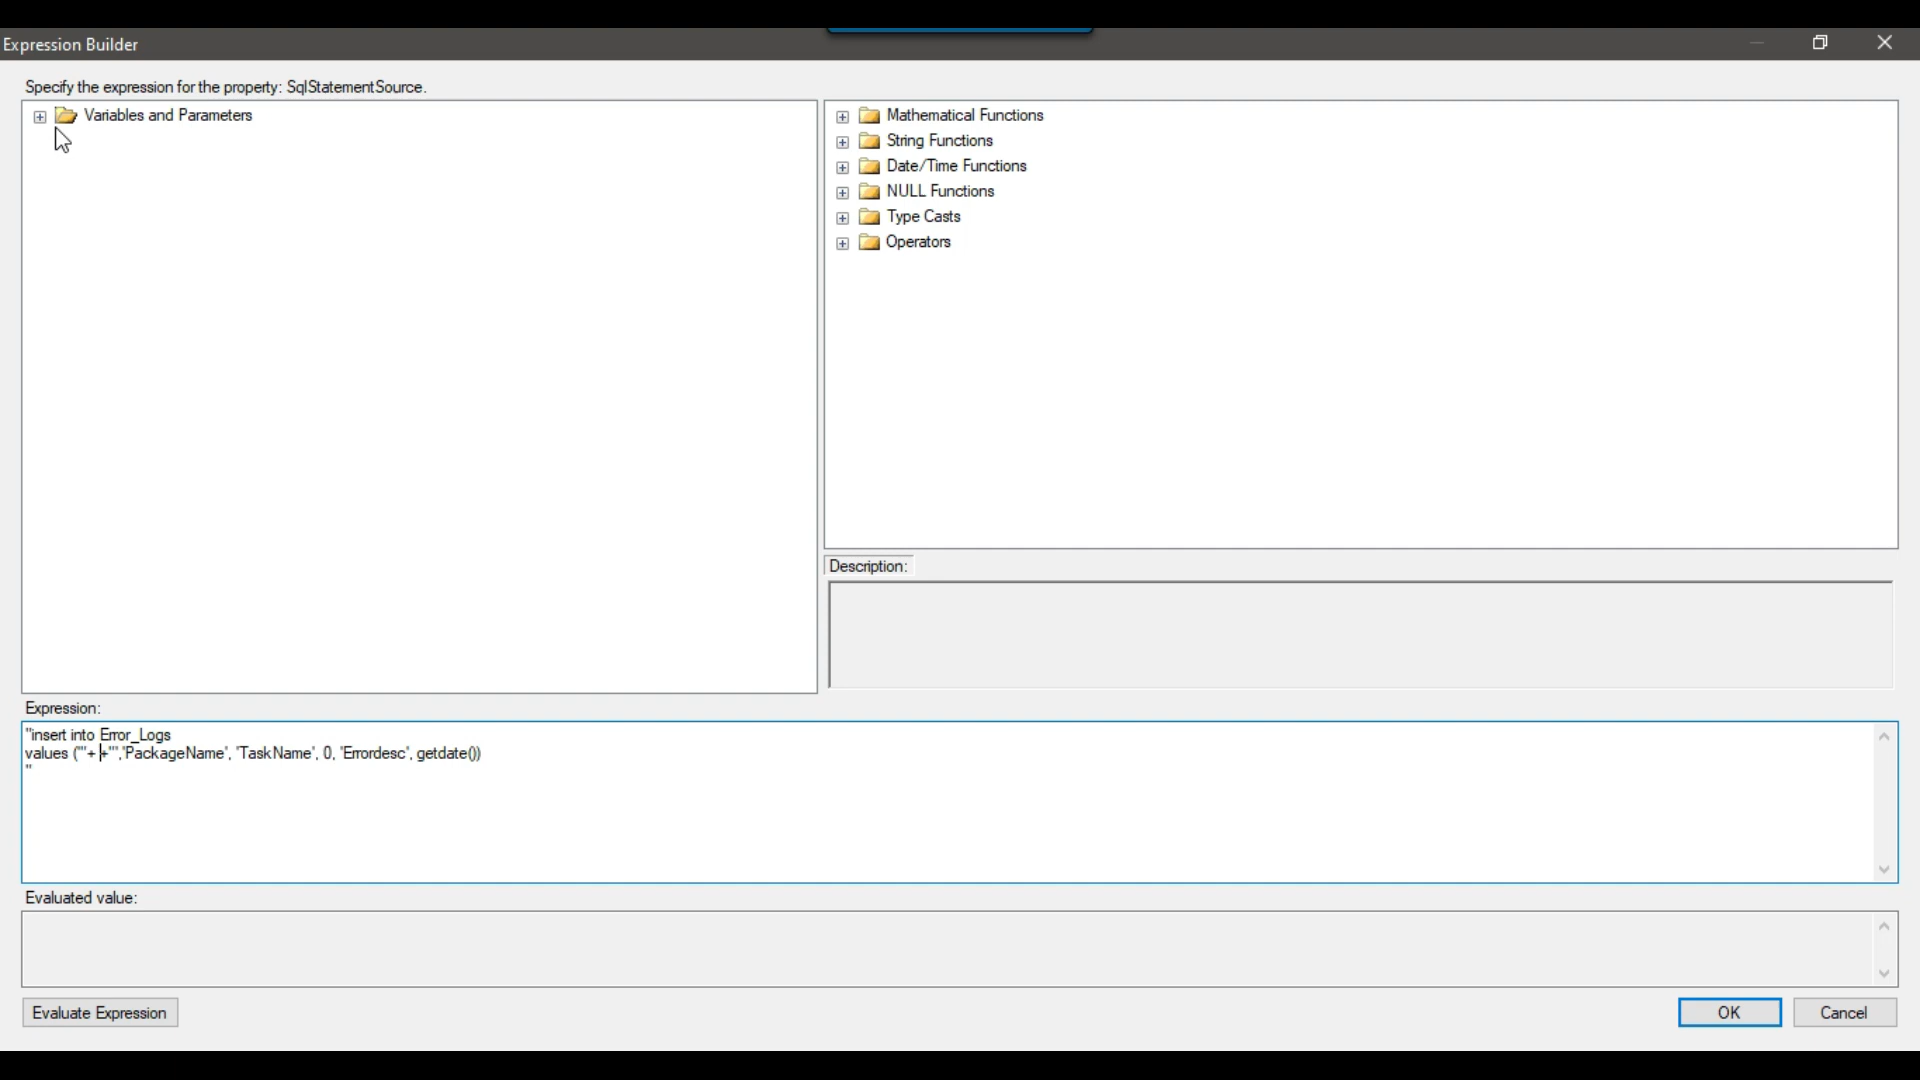 Expression Builder
Specify the expression for the property: SqlStatementSource.
Variables and Parameters
Mathematical Functions
String Functions
Date/Time Functions
NULL Functions
Type Casts
Operators
Description:
Expression:
"insert into Error_Logs
values ('"+ +"','PackageName', 'TaskName', 0, 'Errordesc', getdate())
"
Evaluated value:
Evaluate Expression
OK
Cancel